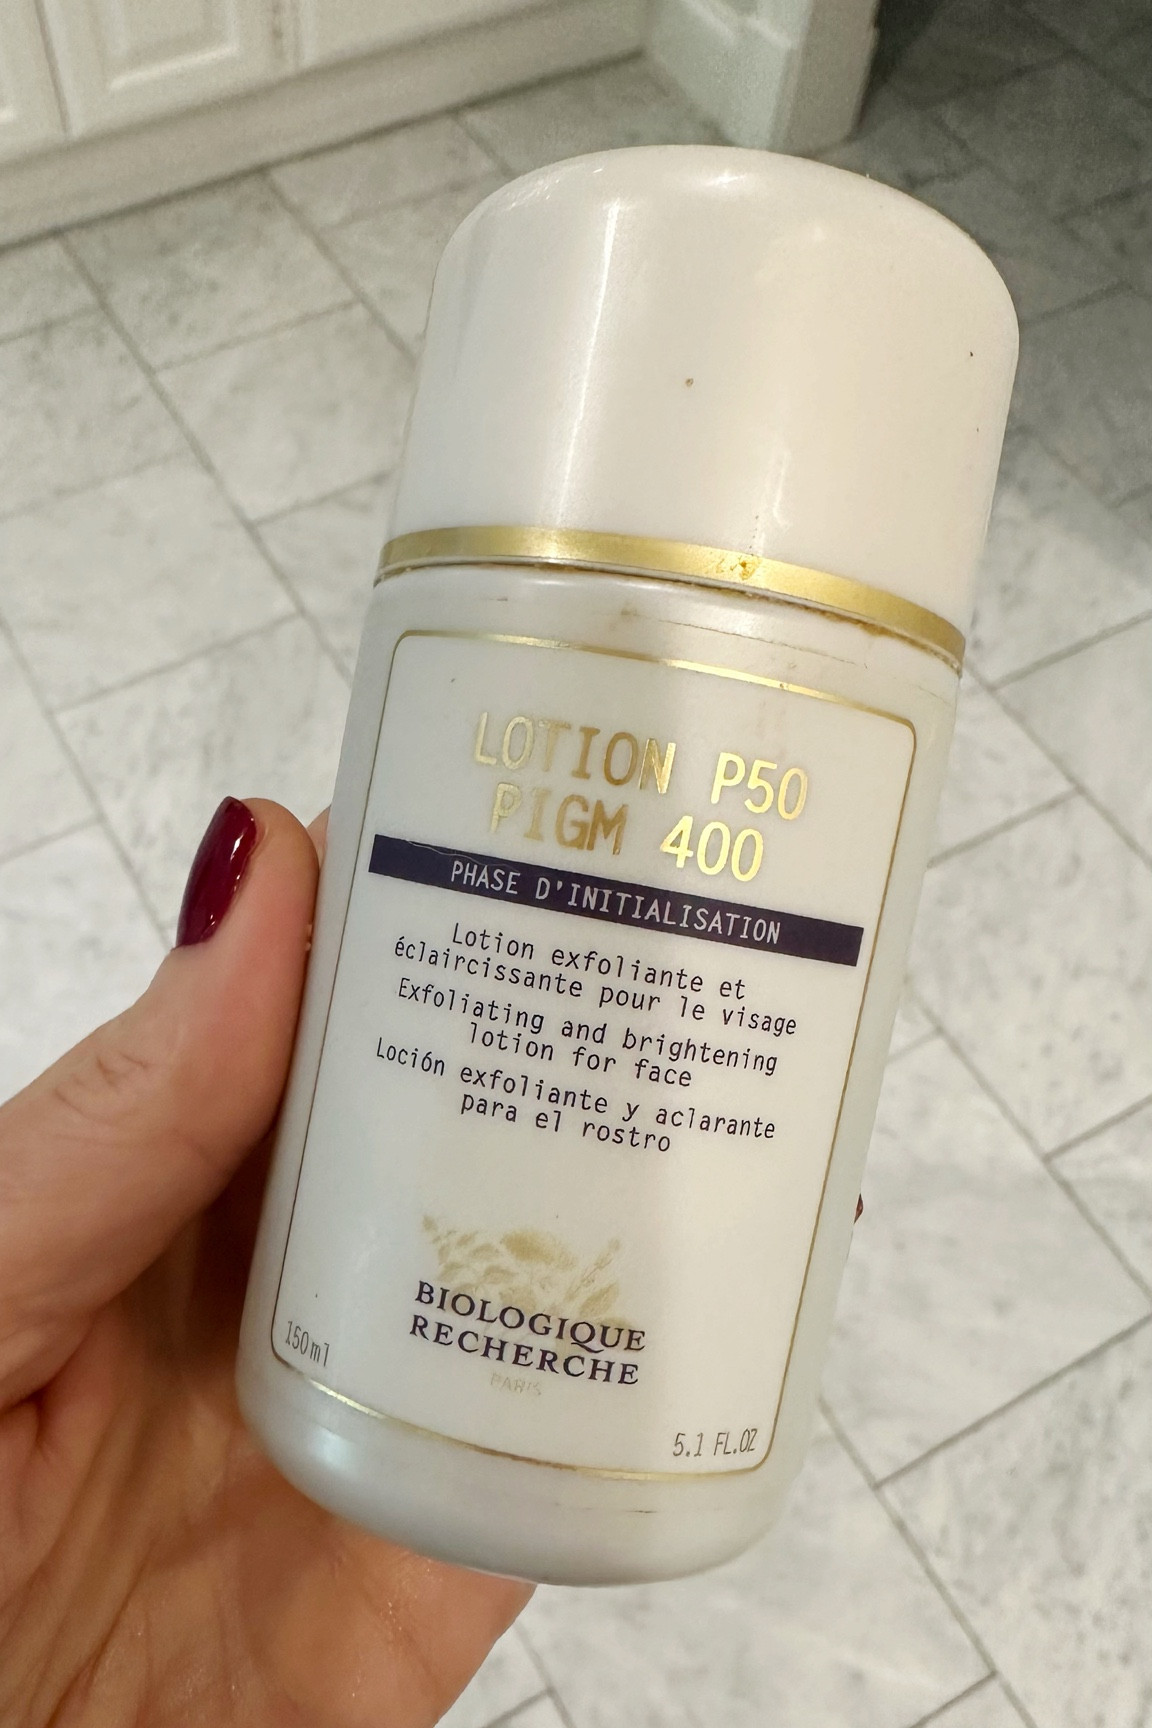 LOTION P50
PIGM 400
PHASE D'INITIALISATION
Lotion exfoliante et
éclaircissante pour le visage
Exfoliating and brightening
lotion for face
Loción exfoliante y aclarante
para el rostro
BIOLOGIQUE
RECHERCHE
PARIS
150ml
5.1 FL.OZ